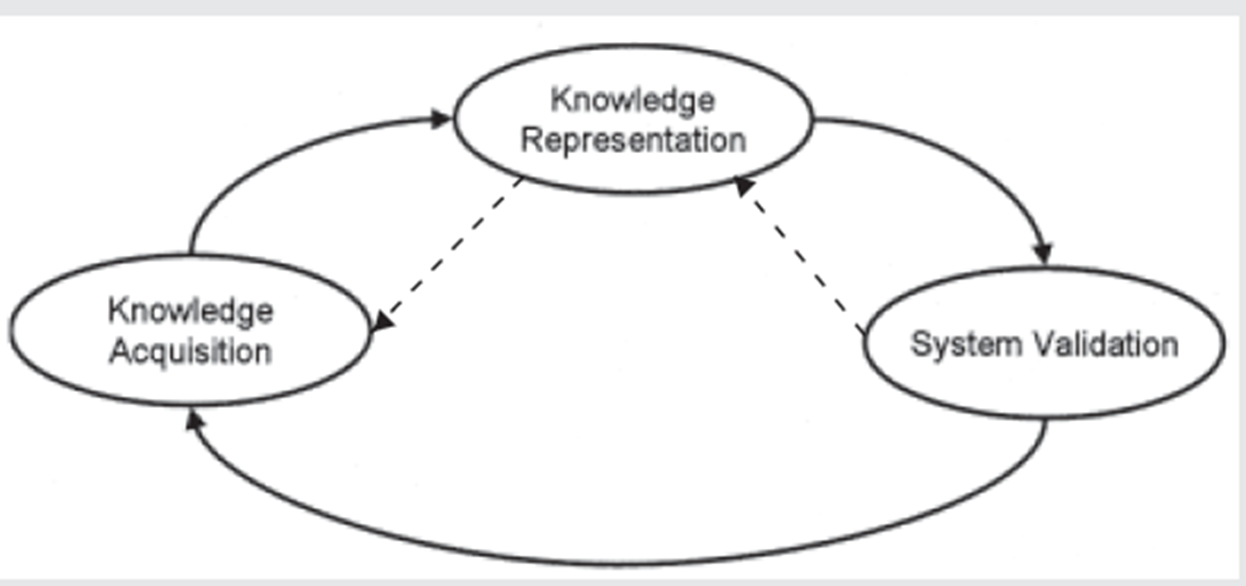 Knowledge
Representation
Knowledge
Acquisition
System Validation